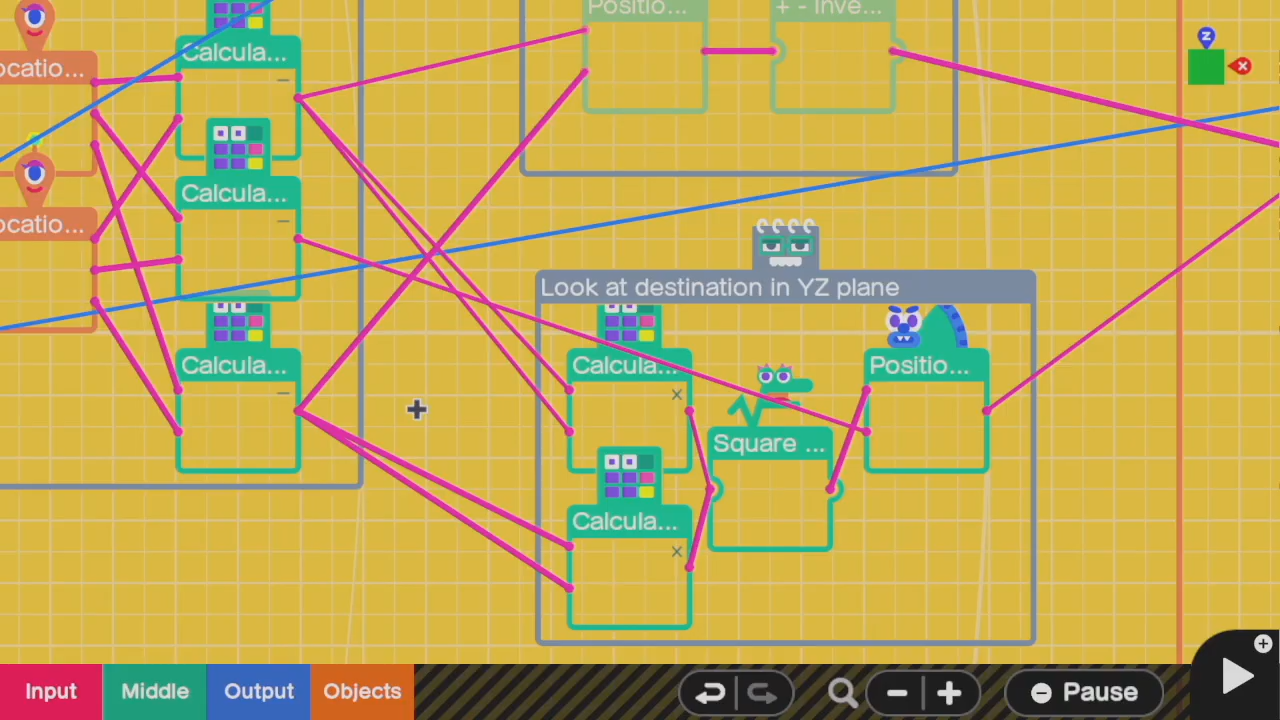 Positio...
+ - Inve...
Z
X
ocatio...
Calcula...
−
Calcula...
−
ocatio...
Look at destination in YZ plane
Calcula...
−
Calcula...
×
Positio...
Square ...
Calcula...
×
Input
Middle
Output
Objects
− +
− Pause
+